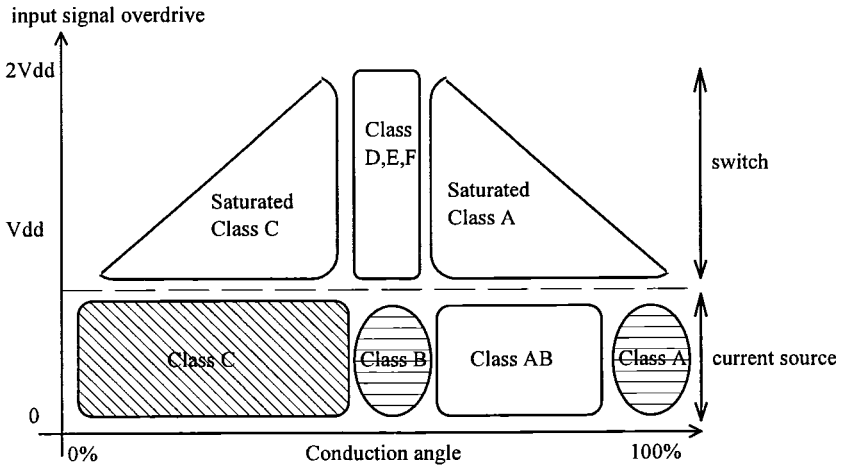 input signal overdrive
2Vdd
Class
D,E,F
switch
Saturated
Class C
Saturated
Class A
Vdd
Class C
Class B
Class AB
Class A
current source
0
0%
Conduction angle
100%